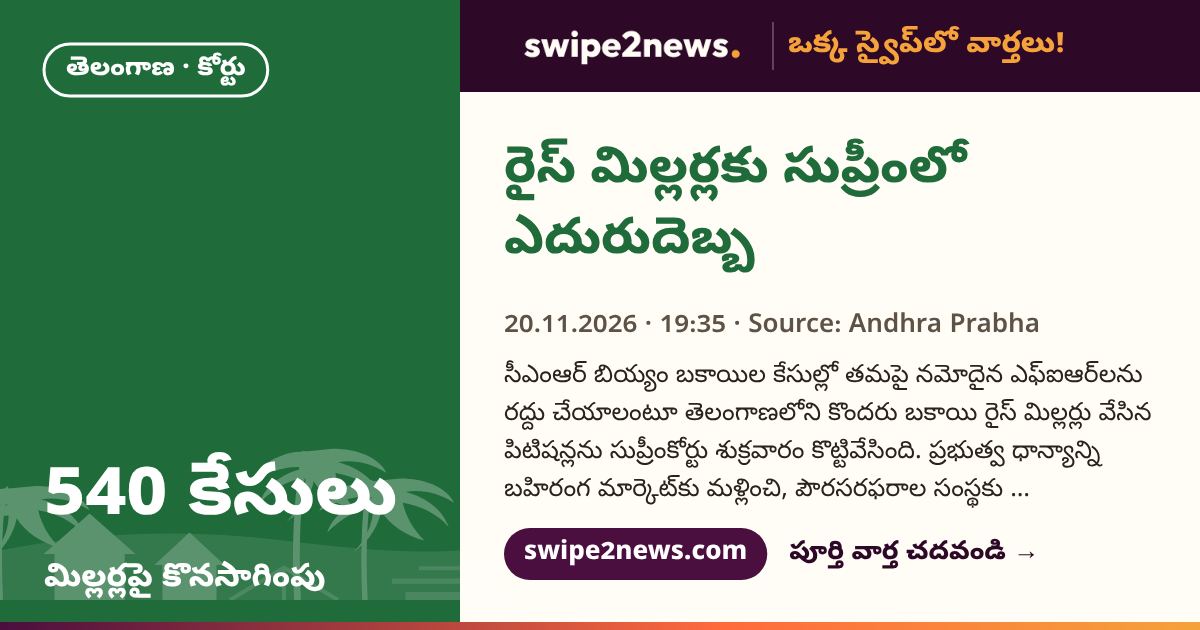 తెలంగాణ · కోర్టు
540 కేసులు
మిల్లర్లపై కొనసాగింపు
swipe2news. ఒక్క స్వైప్‌లో వార్తలు!
రైస్ మిల్లర్లకు సుప్రీంలో
ఎదురుదెబ్బ
20.11.2026 · 19:35 · Source: Andhra Prabha
సీఎంఆర్ బియ్యం బకాయిల కేసుల్లో తమపై నమోదైన ఎఫ్ఐఆర్‌లను
రద్దు చేయాలంటూ తెలంగాణలోని కొందరు బకాయి రైస్ మిల్లర్లు వేసిన
పిటిషన్లను సుప్రీంకోర్టు శుక్రవారం కొట్టివేసింది. ప్రభుత్వ ధాన్యాన్ని
బహిరంగ మార్కెట్‌కు మళ్లించి, పౌరసరఫరాల సంస్థకు ...
swipe2news.com పూర్తి వార్త చదవండి →